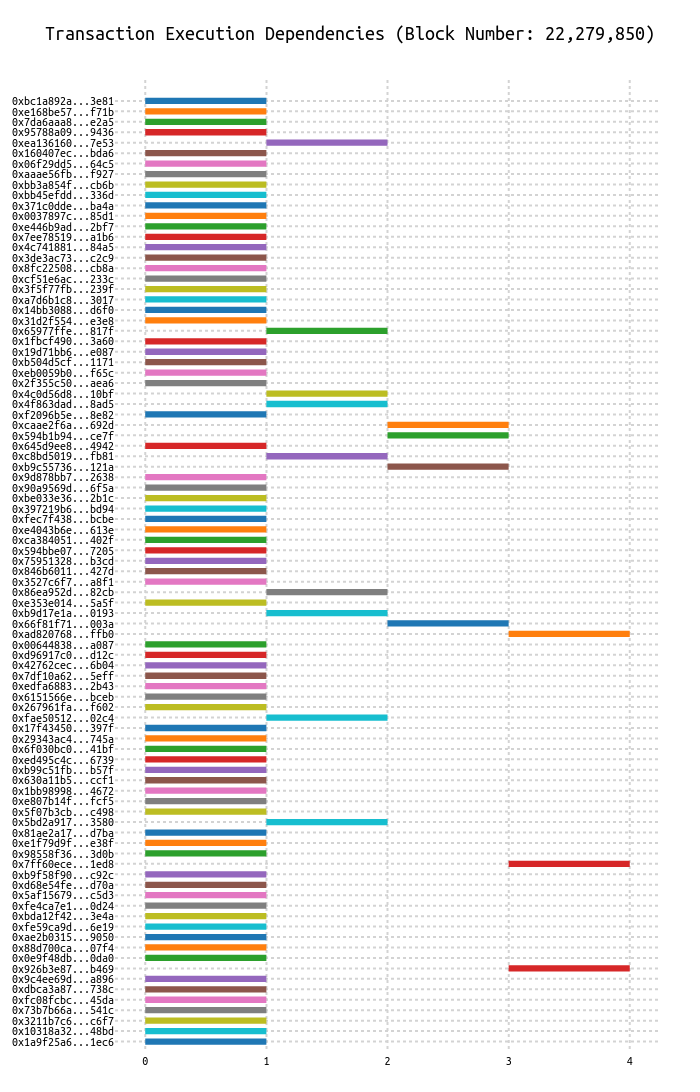 Transaction Execution Dependencies (Block Number: 22,279,850)
0xbc1a892a...3e81
0xe168be57...f71b
0x7da6aaa8...e2a5
0x95788a09...9436
0xea136160...7e53
0x160407ec...bda6
0x06f29dd5...64c5
0xaaae56fb...f927
0xbb3a854f...cb6b
0xbb45efdd...336d
0x371c0dde...ba4a
0x0037897c...85d1
0xe446b9ad...2bf7
0x7ee78519...a1b6
0x4c741881...84a5
0x3de3ac73...c2c9
0x8fc22508...cb8a
0xcf51e6ac...233c
0x3f5f77fb...239f
0xa7d6b1c8...3017
0x14bb3088...d6f0
0x31d2f554...e3e8
0x65977ffe...817f
0x1fbcf490...3a60
0x19d71bb6...e087
0xb504d5cf...1171
0xeb0059b0...f65c
0x2f355c50...aea6
0x4c0d56d8...10bf
0x4f863dad...8ad5
0xf2096b5e...8e82
0xcaae2f6a...692d
0x594b1b94...ce7f
0x645d9ee8...4942
0xc8bd5019...fb81
0xb9c55736...121a
0x9d878bb7...2638
0x90a9569d...6f5a
0xbe033e36...2b1c
0x397219b6...bd94
0xfec7f438...bcbe
0xe4043b6e...613e
0xca384051...402f
0x594bbe07...7205
0x75951328...b3cd
0x846b6011...427d
0x3527c6f7...a8f1
0x86ea952d...82cb
0xe353e014...5a5f
0xb9d17e1a...0193
0x66f81f71...003a
0xad820768...ffb0
0x00644838...a087
0xd96917c0...d12c
0x42762cec...6b04
0x7df10a62...5eff
0xedfa6883...2b43
0x6151566e...bceb
0x267961fa...f602
0xfae50512...02c4
0x17f43450...397f
0x29343ac4...745a
0x6f030bc0...41bf
0xed495c4c...6739
0xb99c51fb...b57f
0x630a11b5...ccf1
0x1bb98998...4672
0xe807b14f...fcf5
0x5f07b3cb...c498
0x5bd2a917...3580
0x81ae2a17...d7ba
0xe1f79d9f...e38f
0x98558f36...3d0b
0x7ff60ece...1ed8
0xb9f58f90...c92c
0xd68e54fe...d70a
0x5af15679...c5d3
0xfe4ca7e1...0d24
0xbda12f42...3e4a
0xfe59ca9d...6e19
0xae2b0315...9050
0x88d700ca...07f4
0x0e9f48db...0da0
0x926b3e87...b469
0x9c4ee69d...a896
0xdbca3a87...738c
0xfc08fcbc...45da
0x73b7b66a...541c
0x3211b7c6...c6f7
0x10318a32...48bd
0x1a9f25a6...1ec6
0 1 2 3 4